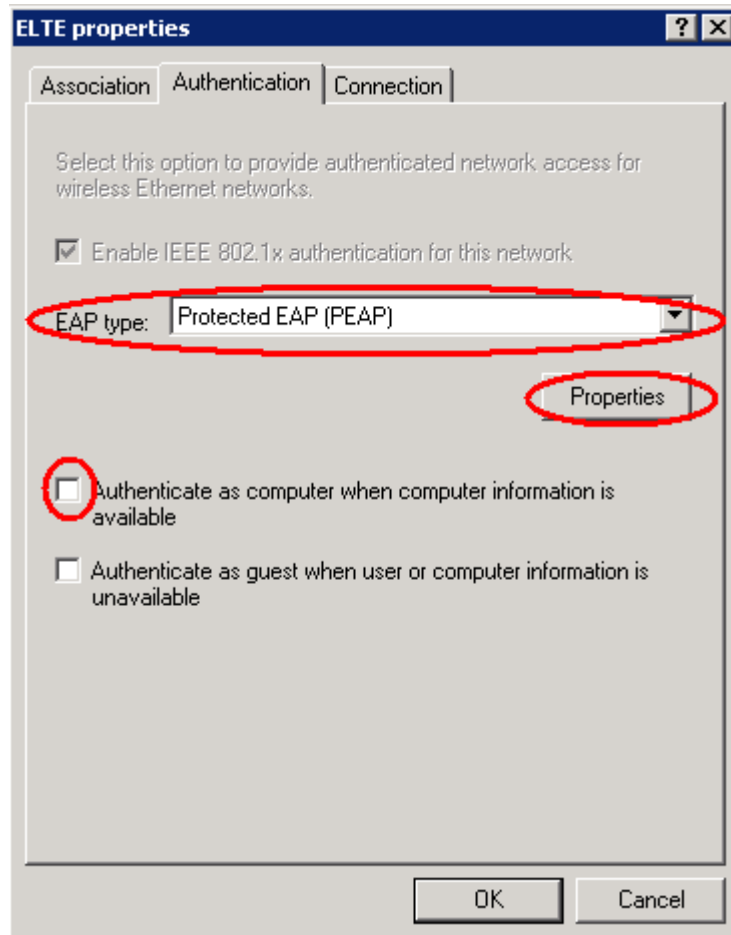 ELTE properties
Association Authentication Connection
Select this option to provide authenticated network access for
wireless Ethernet networks.
Enable IEEE 802.1x authentication for this network
EAP type: Protected EAP (PEAP)
Properties
Authenticate as computer when computer information is
available
Authenticate as guest when user or computer information is
unavailable
OK Cancel